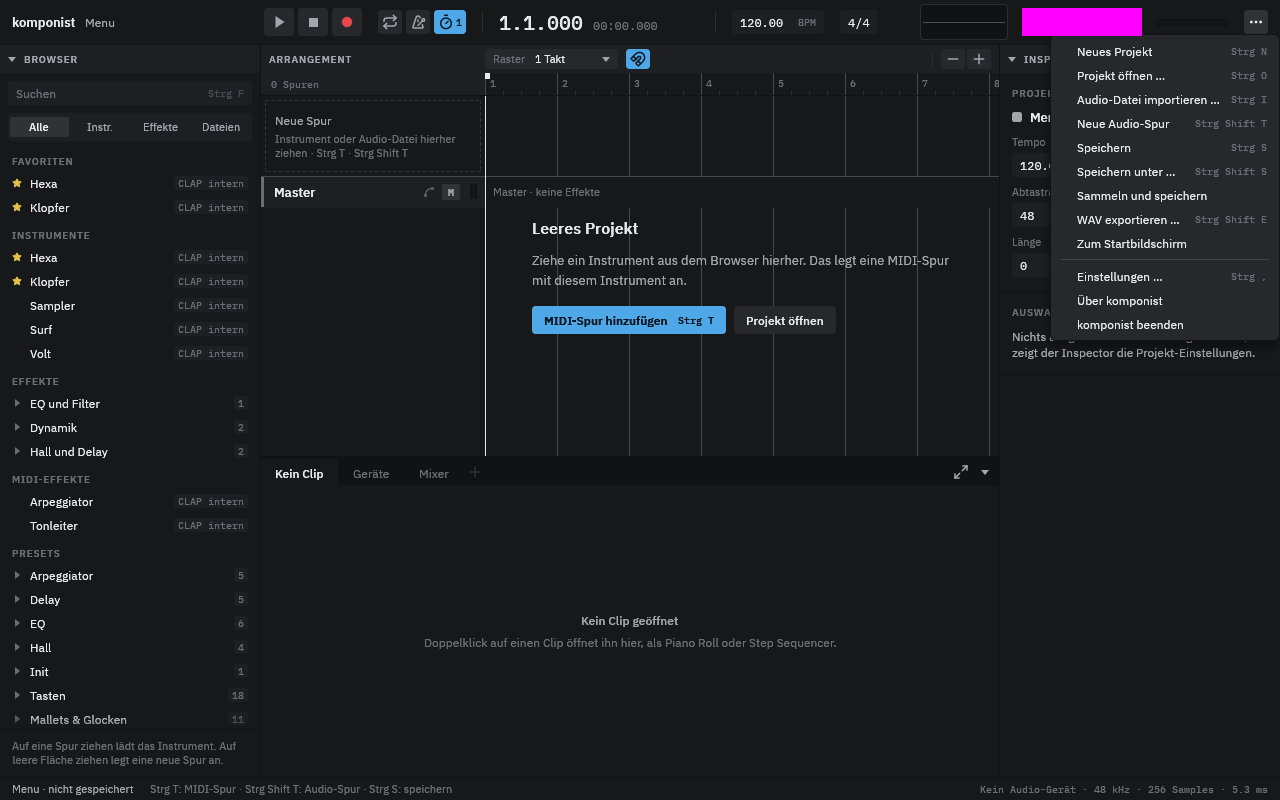 komponist Menu
1
1.1.000 00:00.000
120.00 BPM
4/4
BROWSER
Suchen Strg F
Alle Instr. Effekte Dateien
FAVORITEN
Hexa CLAP intern
Klopfer CLAP intern
INSTRUMENTE
Hexa CLAP intern
Klopfer CLAP intern
Sampler CLAP intern
Surf CLAP intern
Volt CLAP intern
EFFEKTE
EQ und Filter 1
Dynamik 2
Hall und Delay 2
MIDI-EFFEKTE
Arpeggiator CLAP intern
Tonleiter CLAP intern
PRESETS
Arpeggiator 5
Delay 5
EQ 6
Hall 4
Init 1
Tasten 18
Mallets & Glocken 11
Auf eine Spur ziehen lädt das Instrument. Auf
leere Fläche ziehen legt eine neue Spur an.
ARRANGEMENT
Raster 1 Takt
0 Spuren
1 2 3 4 5 6 7 8
Neue Spur
Instrument oder Audio-Datei hierher
ziehen · Strg T · Strg Shift T
Master M
Master · keine Effekte
Leeres Projekt
Ziehe ein Instrument aus dem Browser hierher. Das legt eine MIDI-Spur
mit diesem Instrument an.
MIDI-Spur hinzufügen Strg T
Projekt öffnen
Kein Clip Geräte Mixer
Kein Clip geöffnet
Doppelklick auf einen Clip öffnet ihn hier, als Piano Roll oder Step Sequencer.
Tempo
48
Länge
0
Nichts
zeigt der Inspector die Projekt-Einstellungen.
Neues Projekt Strg N
Projekt öffnen ... Strg O
Audio-Datei importieren ... Strg I
Neue Audio-Spur Strg Shift T
Speichern Strg S
Speichern unter ... Strg Shift S
Sammeln und speichern
WAV exportieren ... Strg Shift E
Zum Startbildschirm
Einstellungen ... Strg .
Über komponist
komponist beenden
Menu · nicht gespeichert
Strg T: MIDI-Spur · Strg Shift T: Audio-Spur · Strg S: speichern
Kein Audio-Gerät · 48 kHz · 256 Samples · 5.3 ms